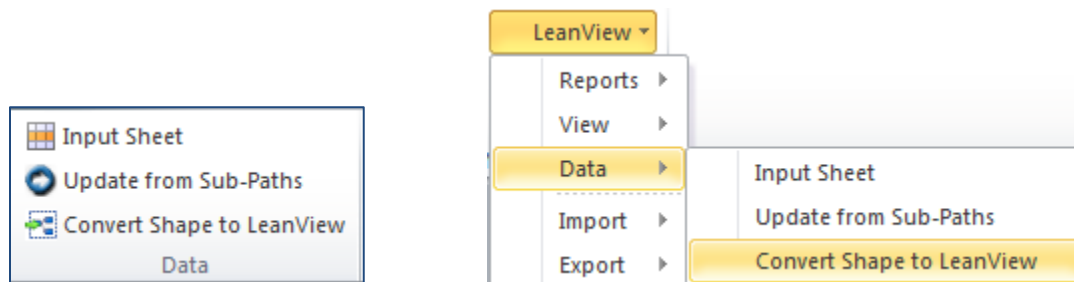 Input Sheet
Update from Sub-Paths
Convert Shape to LeanView
Data
LeanView
Reports
View
Data
Import
Export
Input Sheet
Update from Sub-Paths
Convert Shape to LeanView